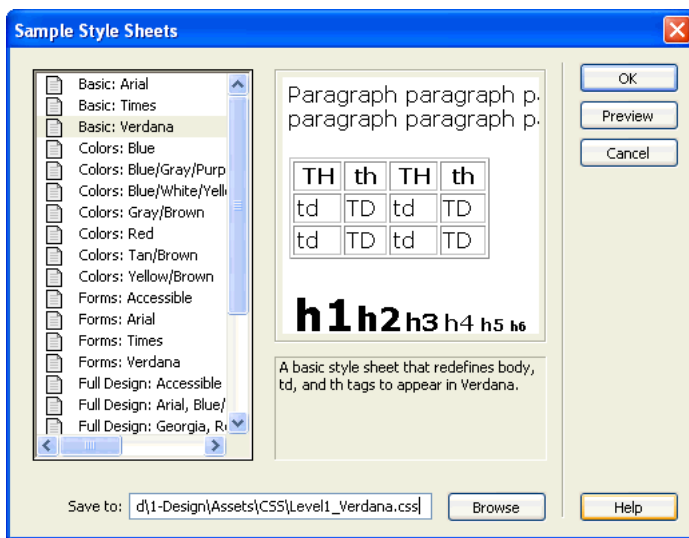 Sample Style Sheets
Basic: Arial
Basic: Times
Basic: Verdana
Colors: Blue
Colors: Blue/Gray/Purp
Colors: Blue/White/Yell
Colors: Gray/Brown
Colors: Red
Colors: Tan/Brown
Colors: Yellow/Brown
Forms: Accessible
Forms: Arial
Forms: Times
Forms: Verdana
Full Design: Accessible
Full Design: Arial, Blue/
Full Design: Georgia, R
Paragraph paragraph p
paragraph paragraph p
TH th TH th
td TD td TD
td TD td TD
h1 h2 h3 h4 h5 h6
A basic style sheet that redefines body,
td, and th tags to appear in Verdana.
OK
Preview
Cancel
Save to: d\1-Design\Assets\CSS\Level1_Verdana.css
Browse
Help